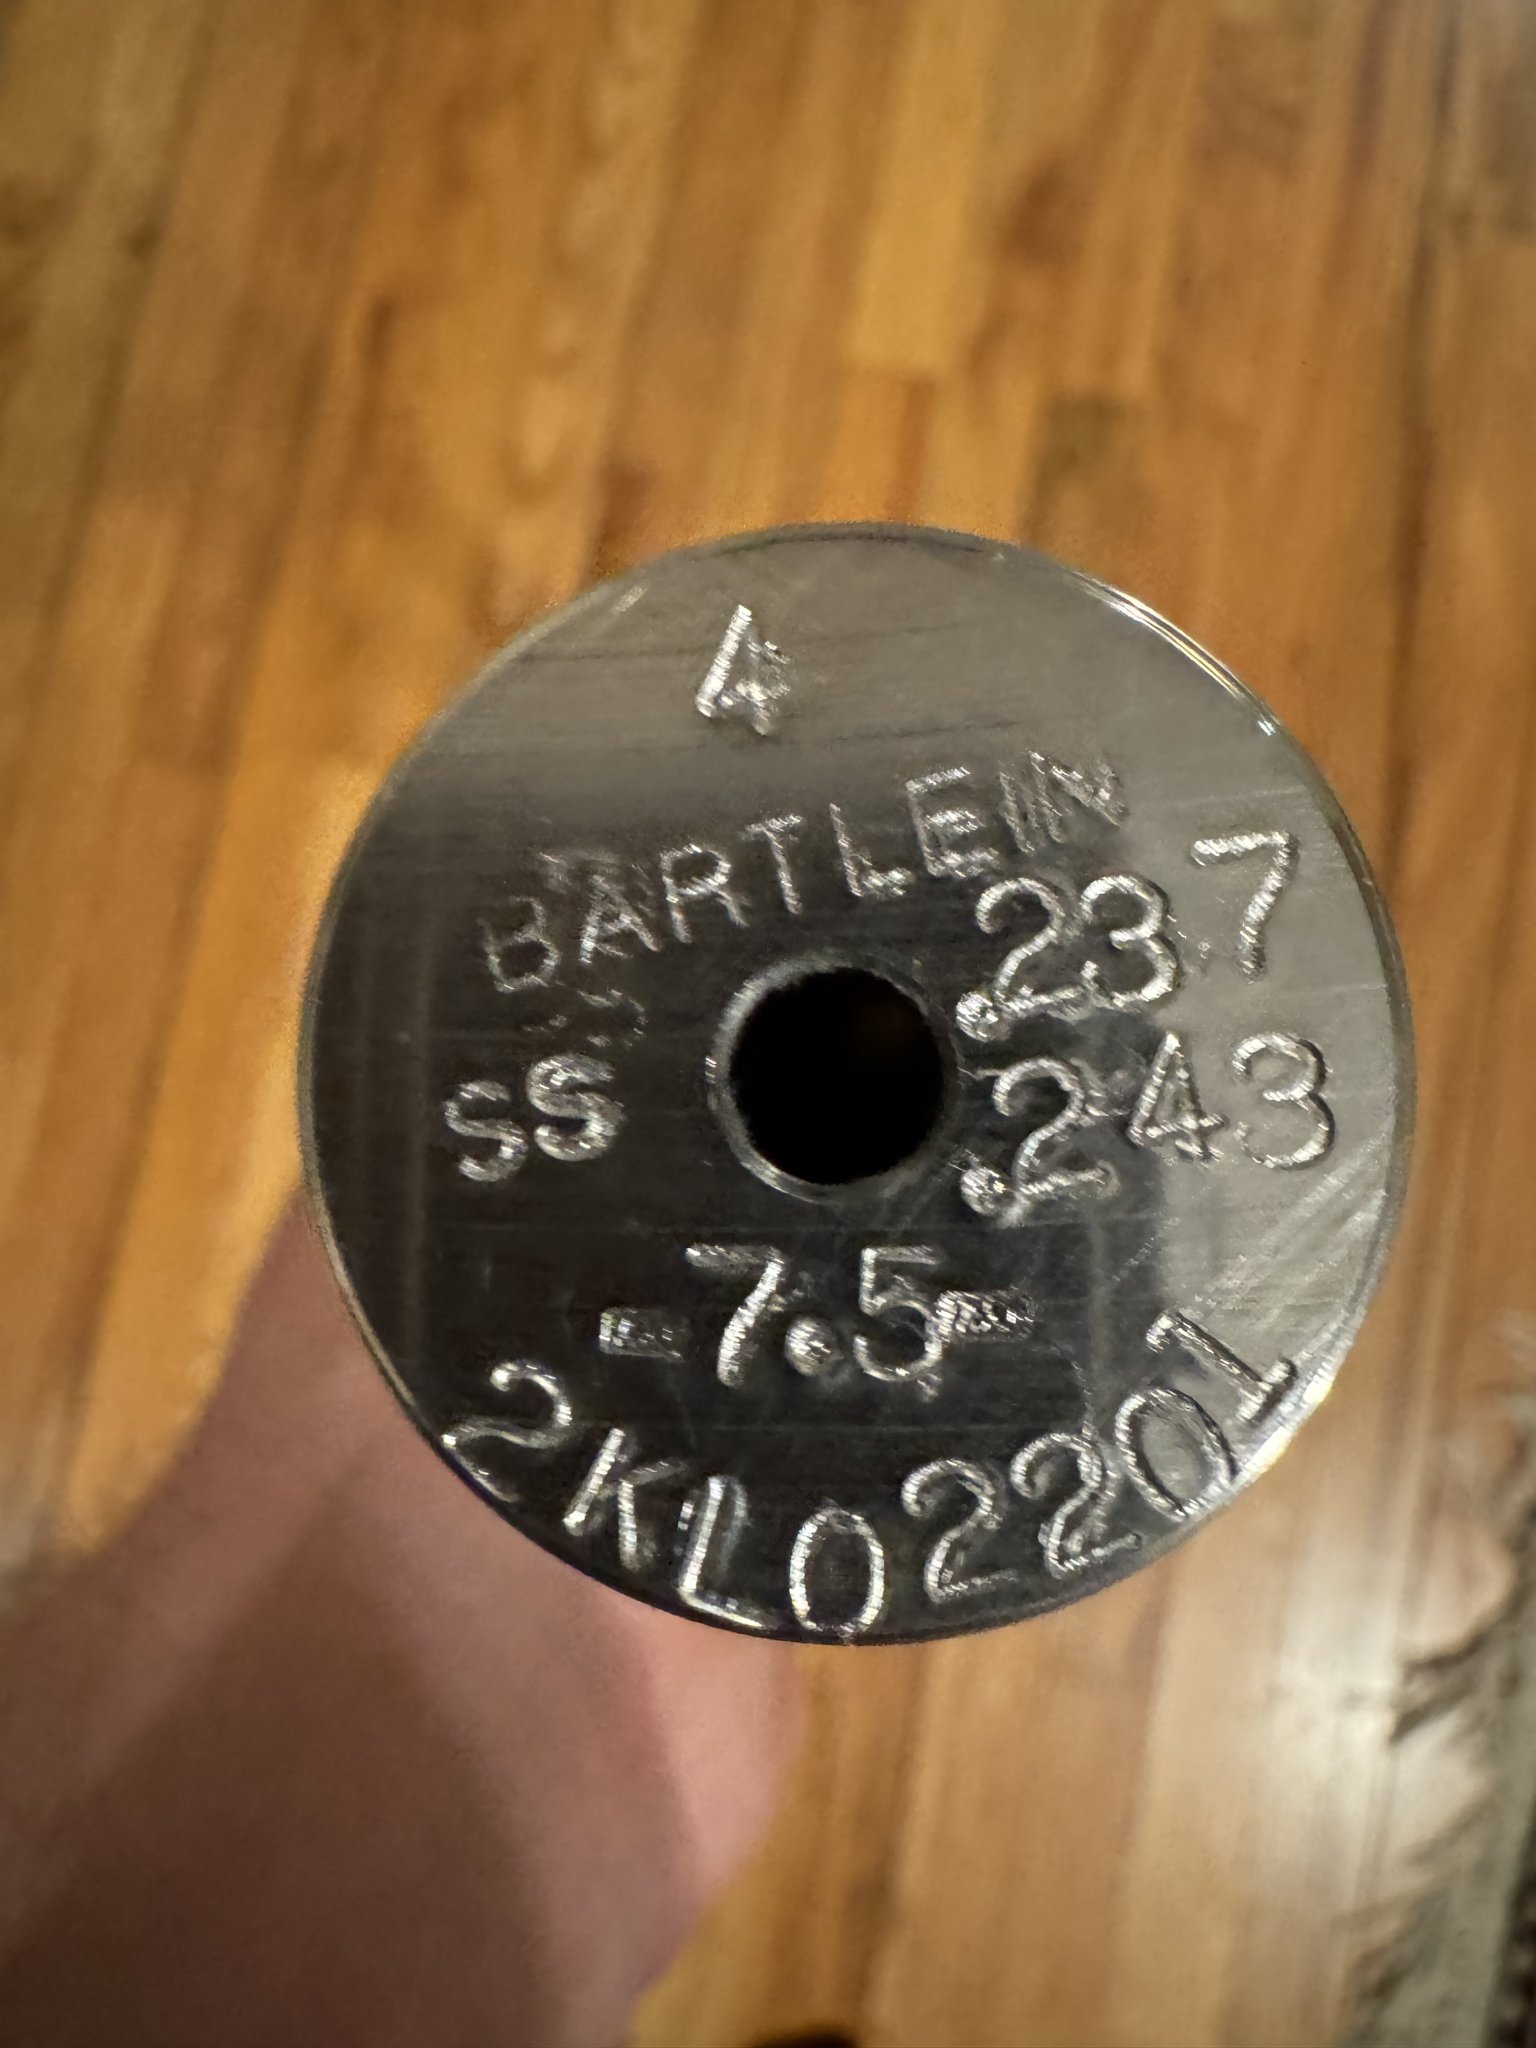 4
BARTLEIN
.237
SS
.243
-7.5-
2KL02201